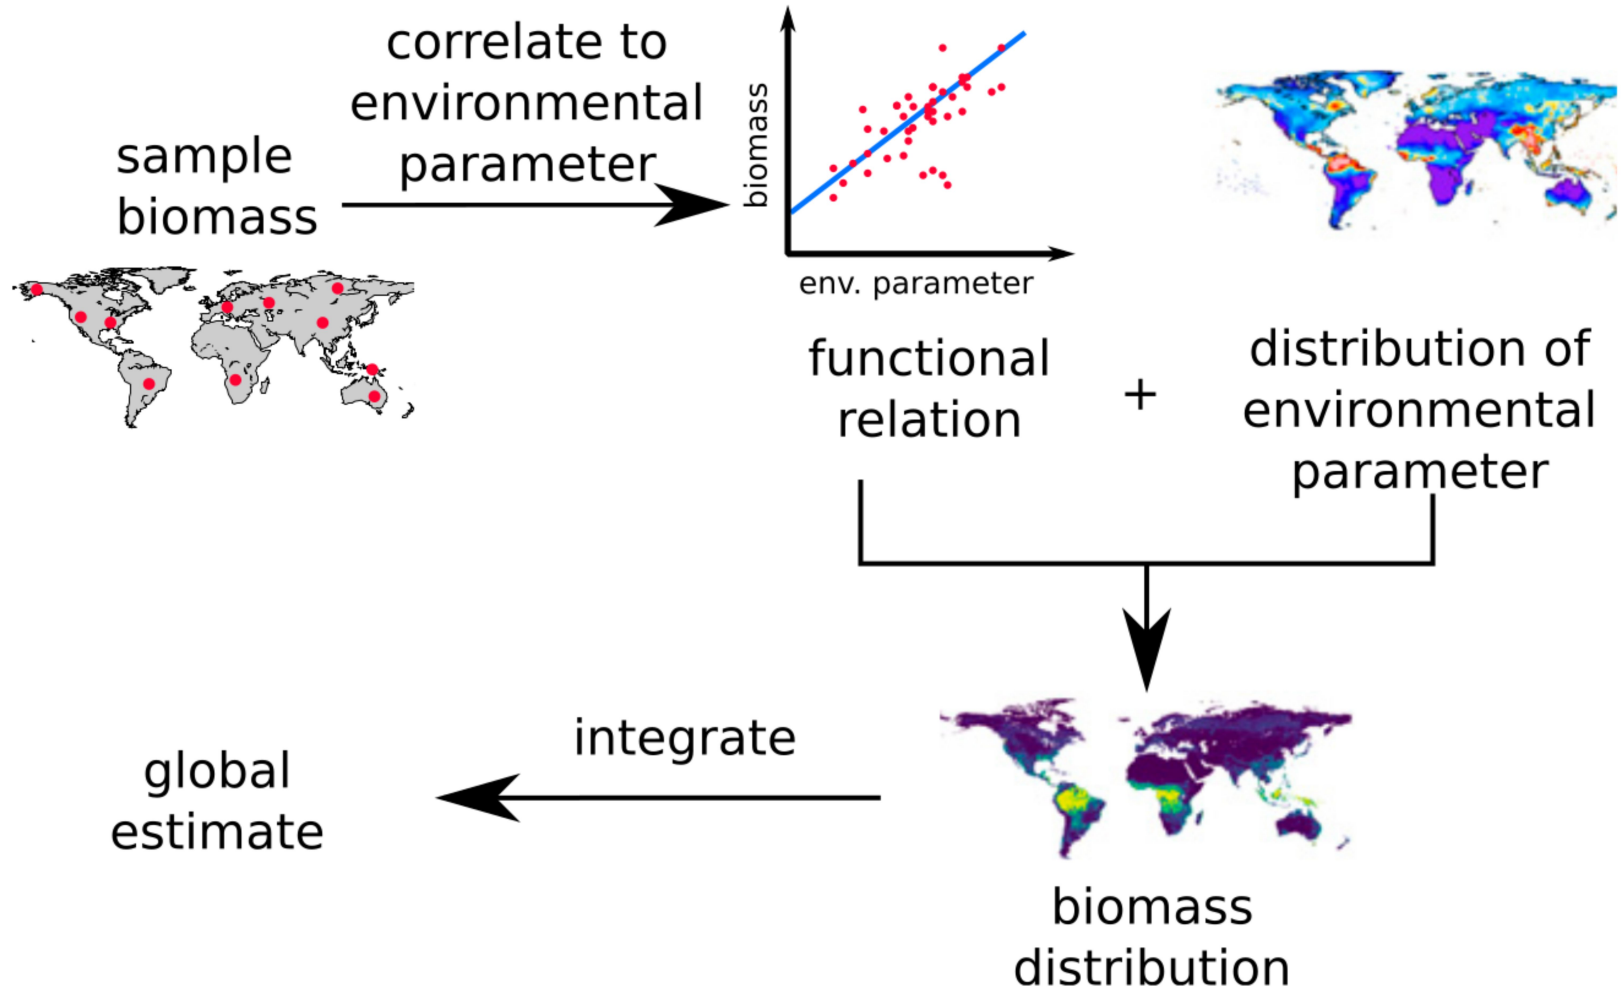 sample
biomass
correlate to
environmental
parameter
biomass
env. parameter
functional
relation
+
distribution of
environmental
parameter
biomass
distribution
integrate
global
estimate